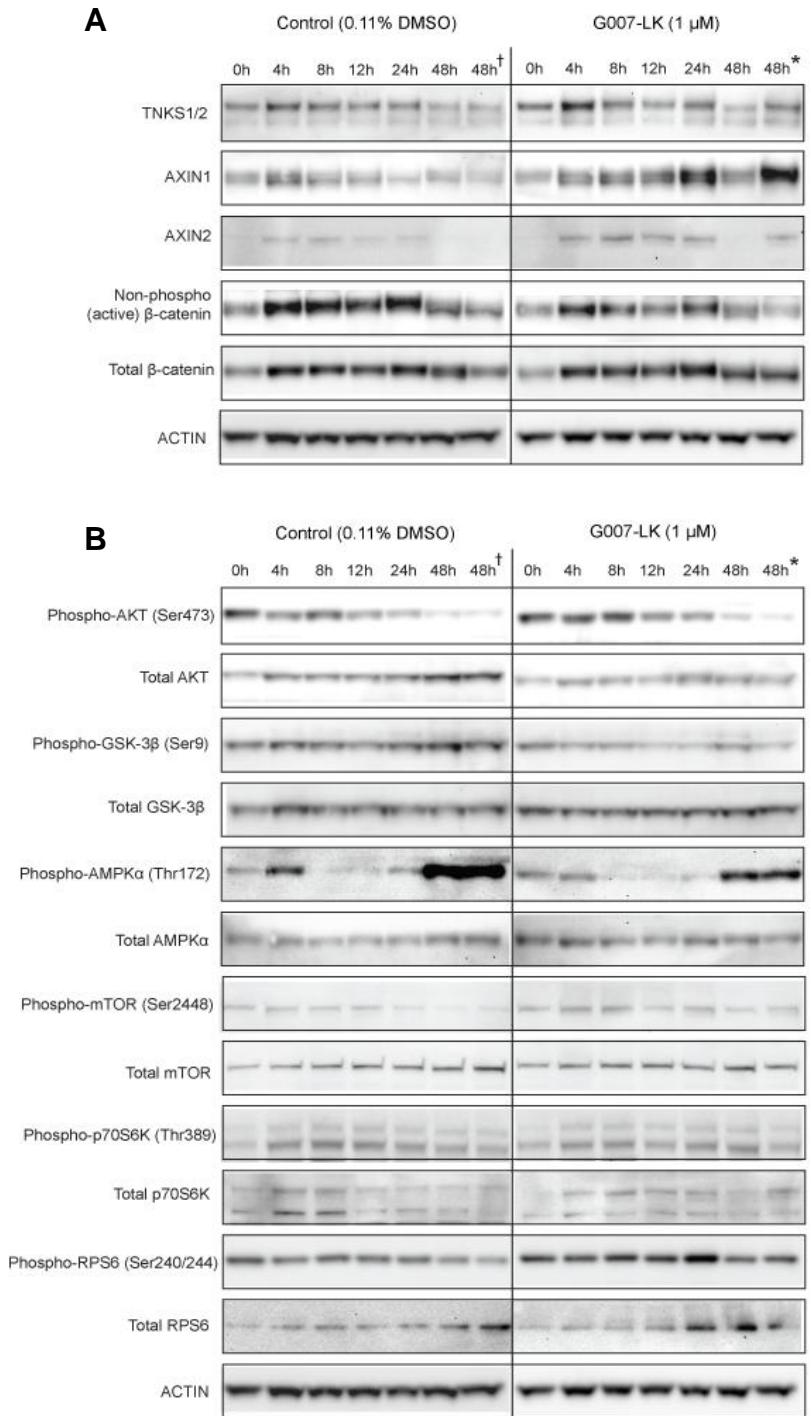 A
Control (0.11% DMSO) G007-LK (1 µM)
0h 4h 8h 12h 24h 48h 48h† 0h 4h 8h 12h 24h 48h 48h*
TNKS1/2
AXIN1
AXIN2
Non-phospho
(active) β-catenin
Total β-catenin
ACTIN
B
Control (0.11% DMSO) G007-LK (1 µM)
0h 4h 8h 12h 24h 48h 48h† 0h 4h 8h 12h 24h 48h 48h*
Phospho-AKT (Ser473)
Total AKT
Phospho-GSK-3β (Ser9)
Total GSK-3β
Phospho-AMPKα (Thr172)
Total AMPKα
Phospho-mTOR (Ser2448)
Total mTOR
Phospho-p70S6K (Thr389)
Total p70S6K
Phospho-RPS6 (Ser240/244)
Total RPS6
ACTIN